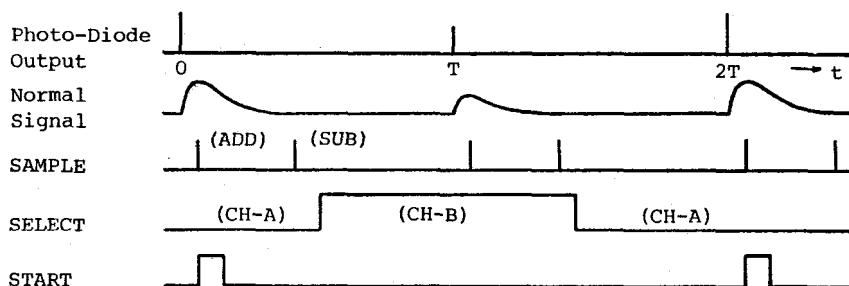 Photo-Diode
Output
0 T 2T → t
Normal
Signal
(ADD) (SUB)
SAMPLE
(CH-A) (CH-B) (CH-A)
SELECT
START